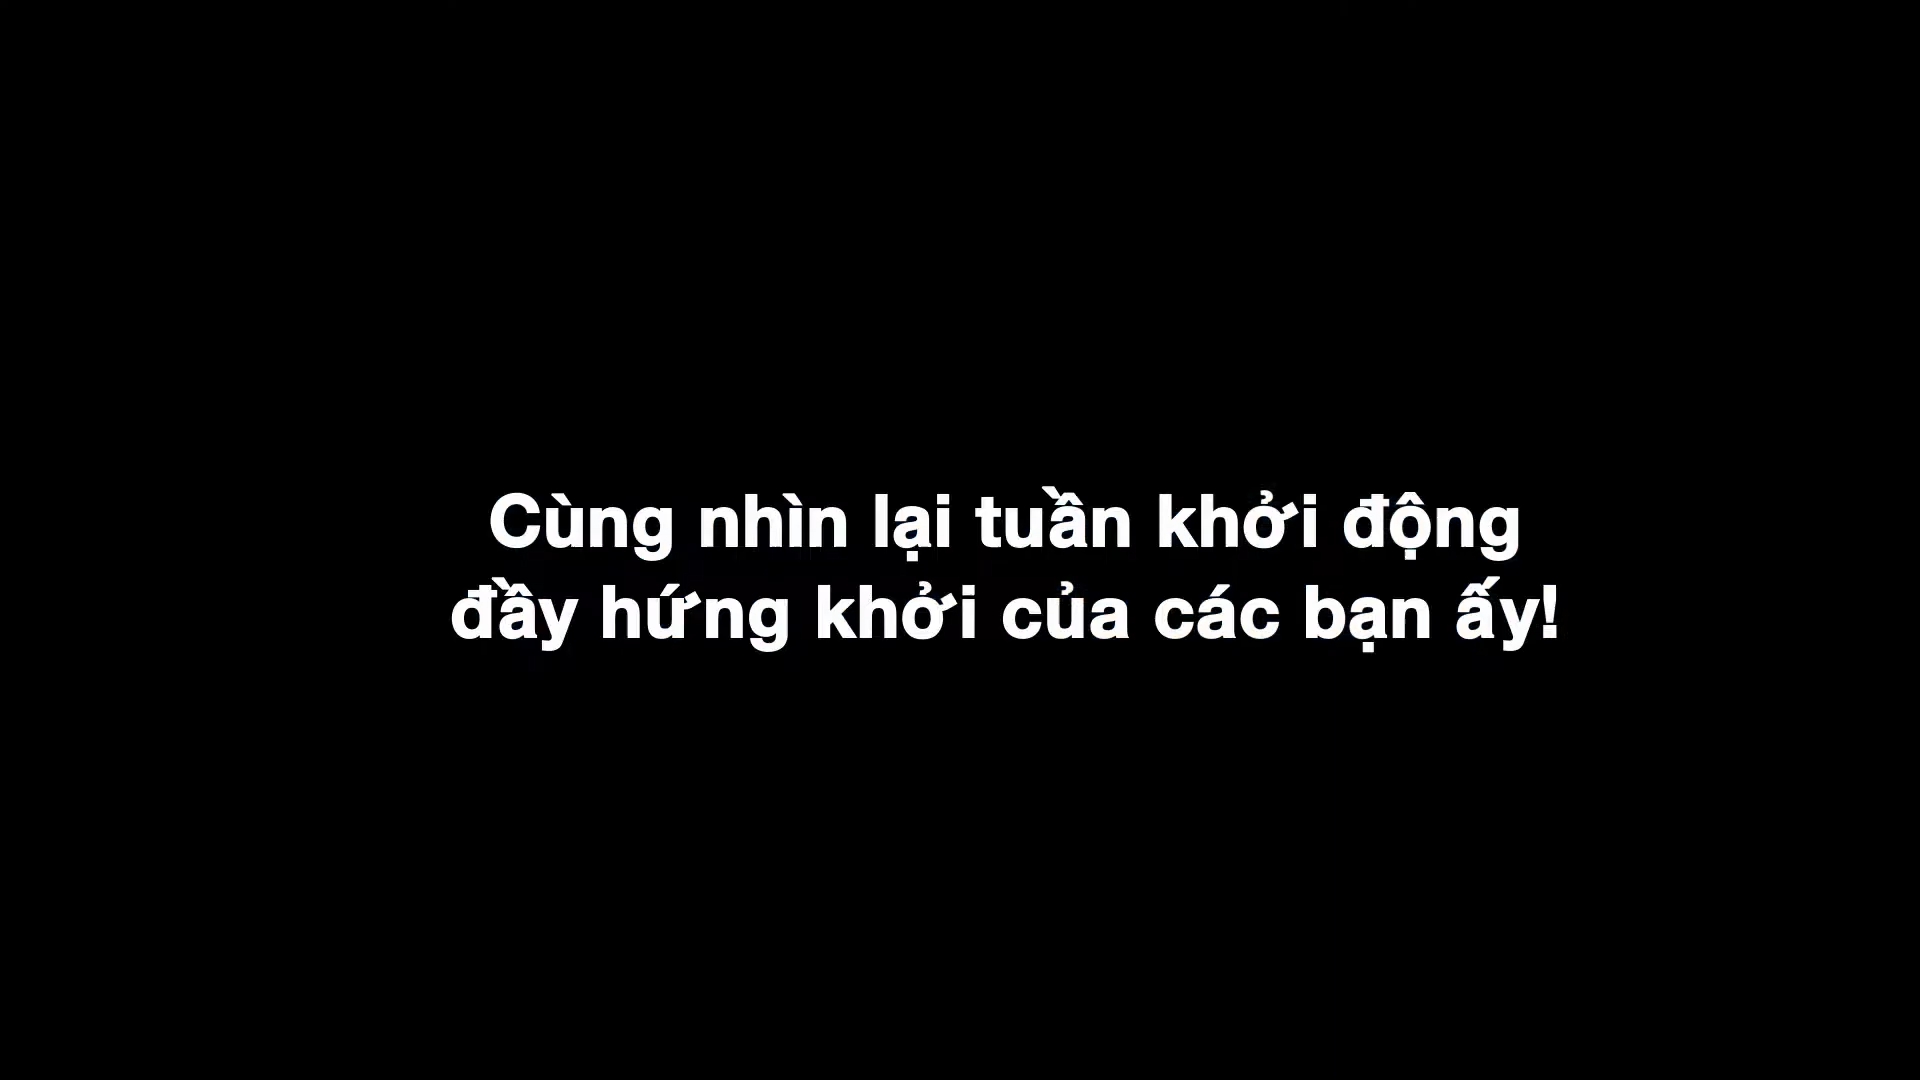 Cùng nhìn lại tuần khởi động
đầy hứng khởi của các bạn ấy!